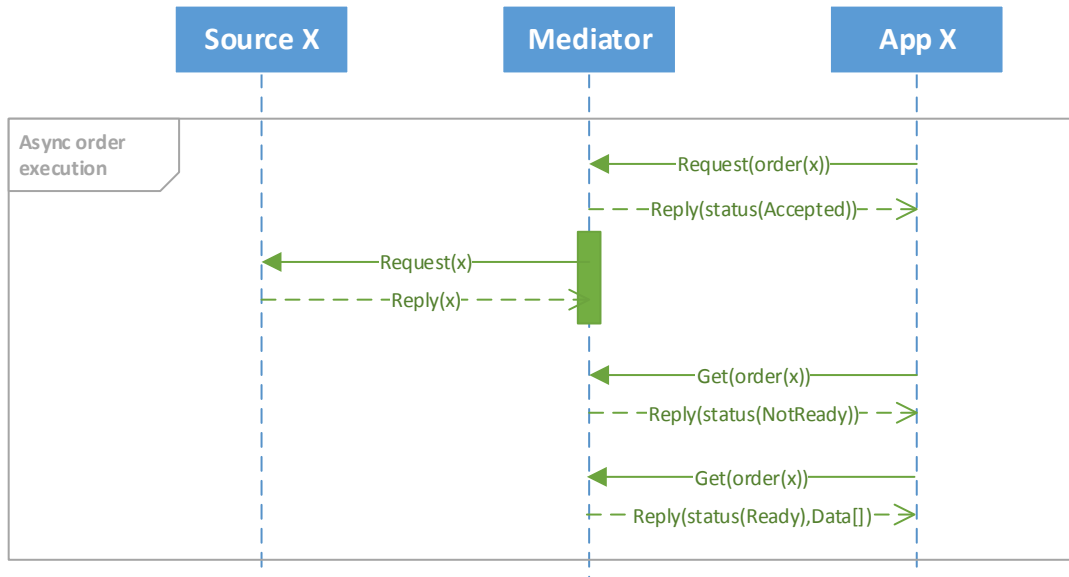 Source X
Mediator
App X
Async order
execution
Request(order(x))
Reply(status(Accepted))
Request(x)
Reply(x)
Get(order(x))
Reply(status(NotReady))
Get(order(x))
Reply(status(Ready),Data[])